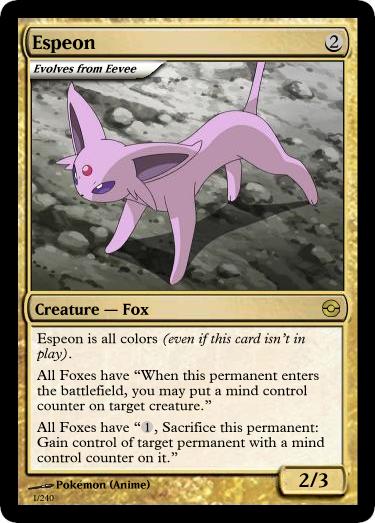 Espeon 2
Evolves from Eevee
Creature — Fox
Espeon is all colors (even if this card isn't in
play).
All Foxes have “When this permanent enters
the battlefield, you may put a mind control
counter on target creature.”
All Foxes have “1, Sacrifice this permanent:
Gain control of target permanent with a mind
control counter on it.”
2/3
Pokémon (Anime)
1/240